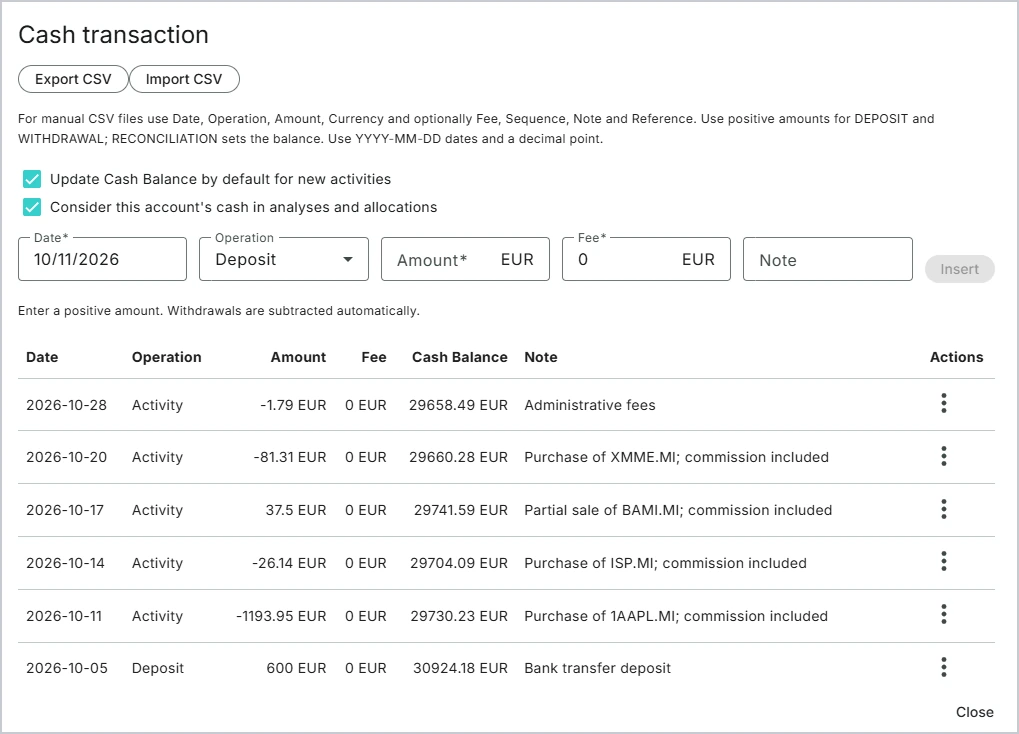 Cash transaction
Export CSV Import CSV
For manual CSV files use Date, Operation, Amount, Currency and optionally Fee, Sequence, Note and Reference. Use positive amounts for DEPOSIT and
WITHDRAWAL; RECONCILIATION sets the balance. Use YYYY-MM-DD dates and a decimal point.
Update Cash Balance by default for new activities
Consider this account's cash in analyses and allocations
Date* Operation Fee*
10/11/2026 Deposit Amount* EUR 0 EUR Note Insert
Enter a positive amount. Withdrawals are subtracted automatically.
Date Operation Amount Fee Cash Balance Note Actions
2026-10-28 Activity -1.79 EUR 0 EUR 29658.49 EUR Administrative fees
2026-10-20 Activity -81.31 EUR 0 EUR 29660.28 EUR Purchase of XMME.MI; commission included
2026-10-17 Activity 37.5 EUR 0 EUR 29741.59 EUR Partial sale of BAMI.MI; commission included
2026-10-14 Activity -26.14 EUR 0 EUR 29704.09 EUR Purchase of ISP.MI; commission included
2026-10-11 Activity -1193.95 EUR 0 EUR 29730.23 EUR Purchase of 1AAPL.MI; commission included
2026-10-05 Deposit 600 EUR 0 EUR 30924.18 EUR Bank transfer deposit
Close